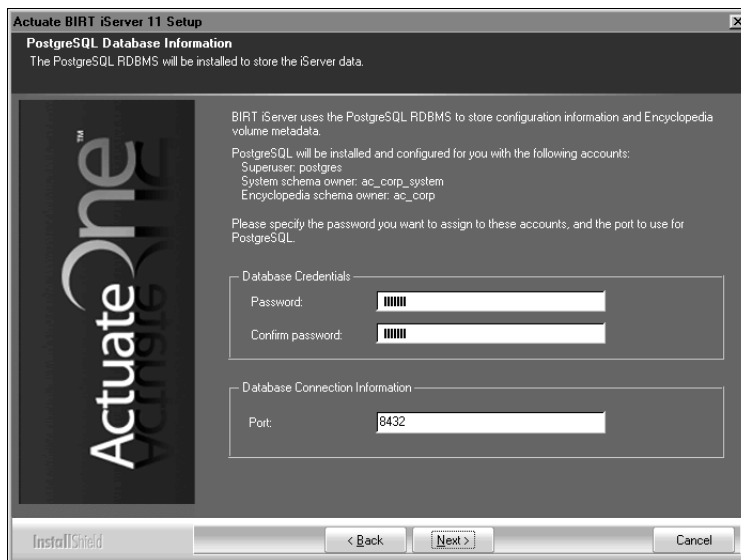 Actuate BIRT iServer 11 Setup
PostgreSQL Database Information
The PostgreSQL RDBMS will be installed to store the iServer data.
ActuateOne™
BIRT iServer uses the PostgreSQL RDBMS to store configuration information and Encyclopedia
volume metadata.
PostgreSQL will be installed and configured for you with the following accounts:
Superuser: postgres
System schema owner: ac_corp_system
Encyclopedia schema owner: ac_corp
Please specify the password you want to assign to these accounts, and the port to use for
PostgreSQL.
Database Credentials
Password:
Confirm password:
Database Connection Information
Port: 8432
InstallShield
< Back Next > Cancel